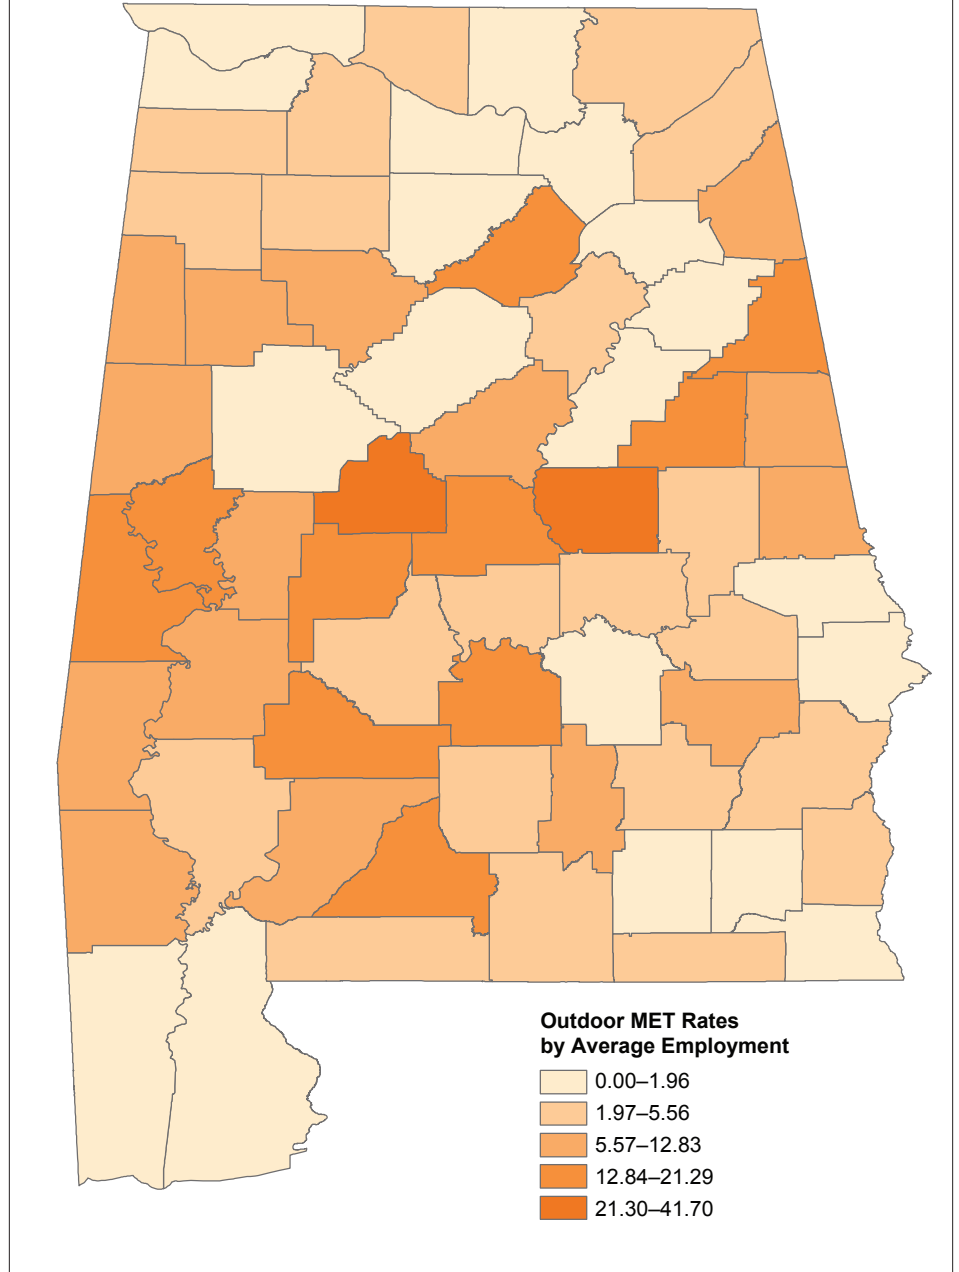 Outdoor MET Rates
by Average Employment
0.00–1.96
1.97–5.56
5.57–12.83
12.84–21.29
21.30–41.70